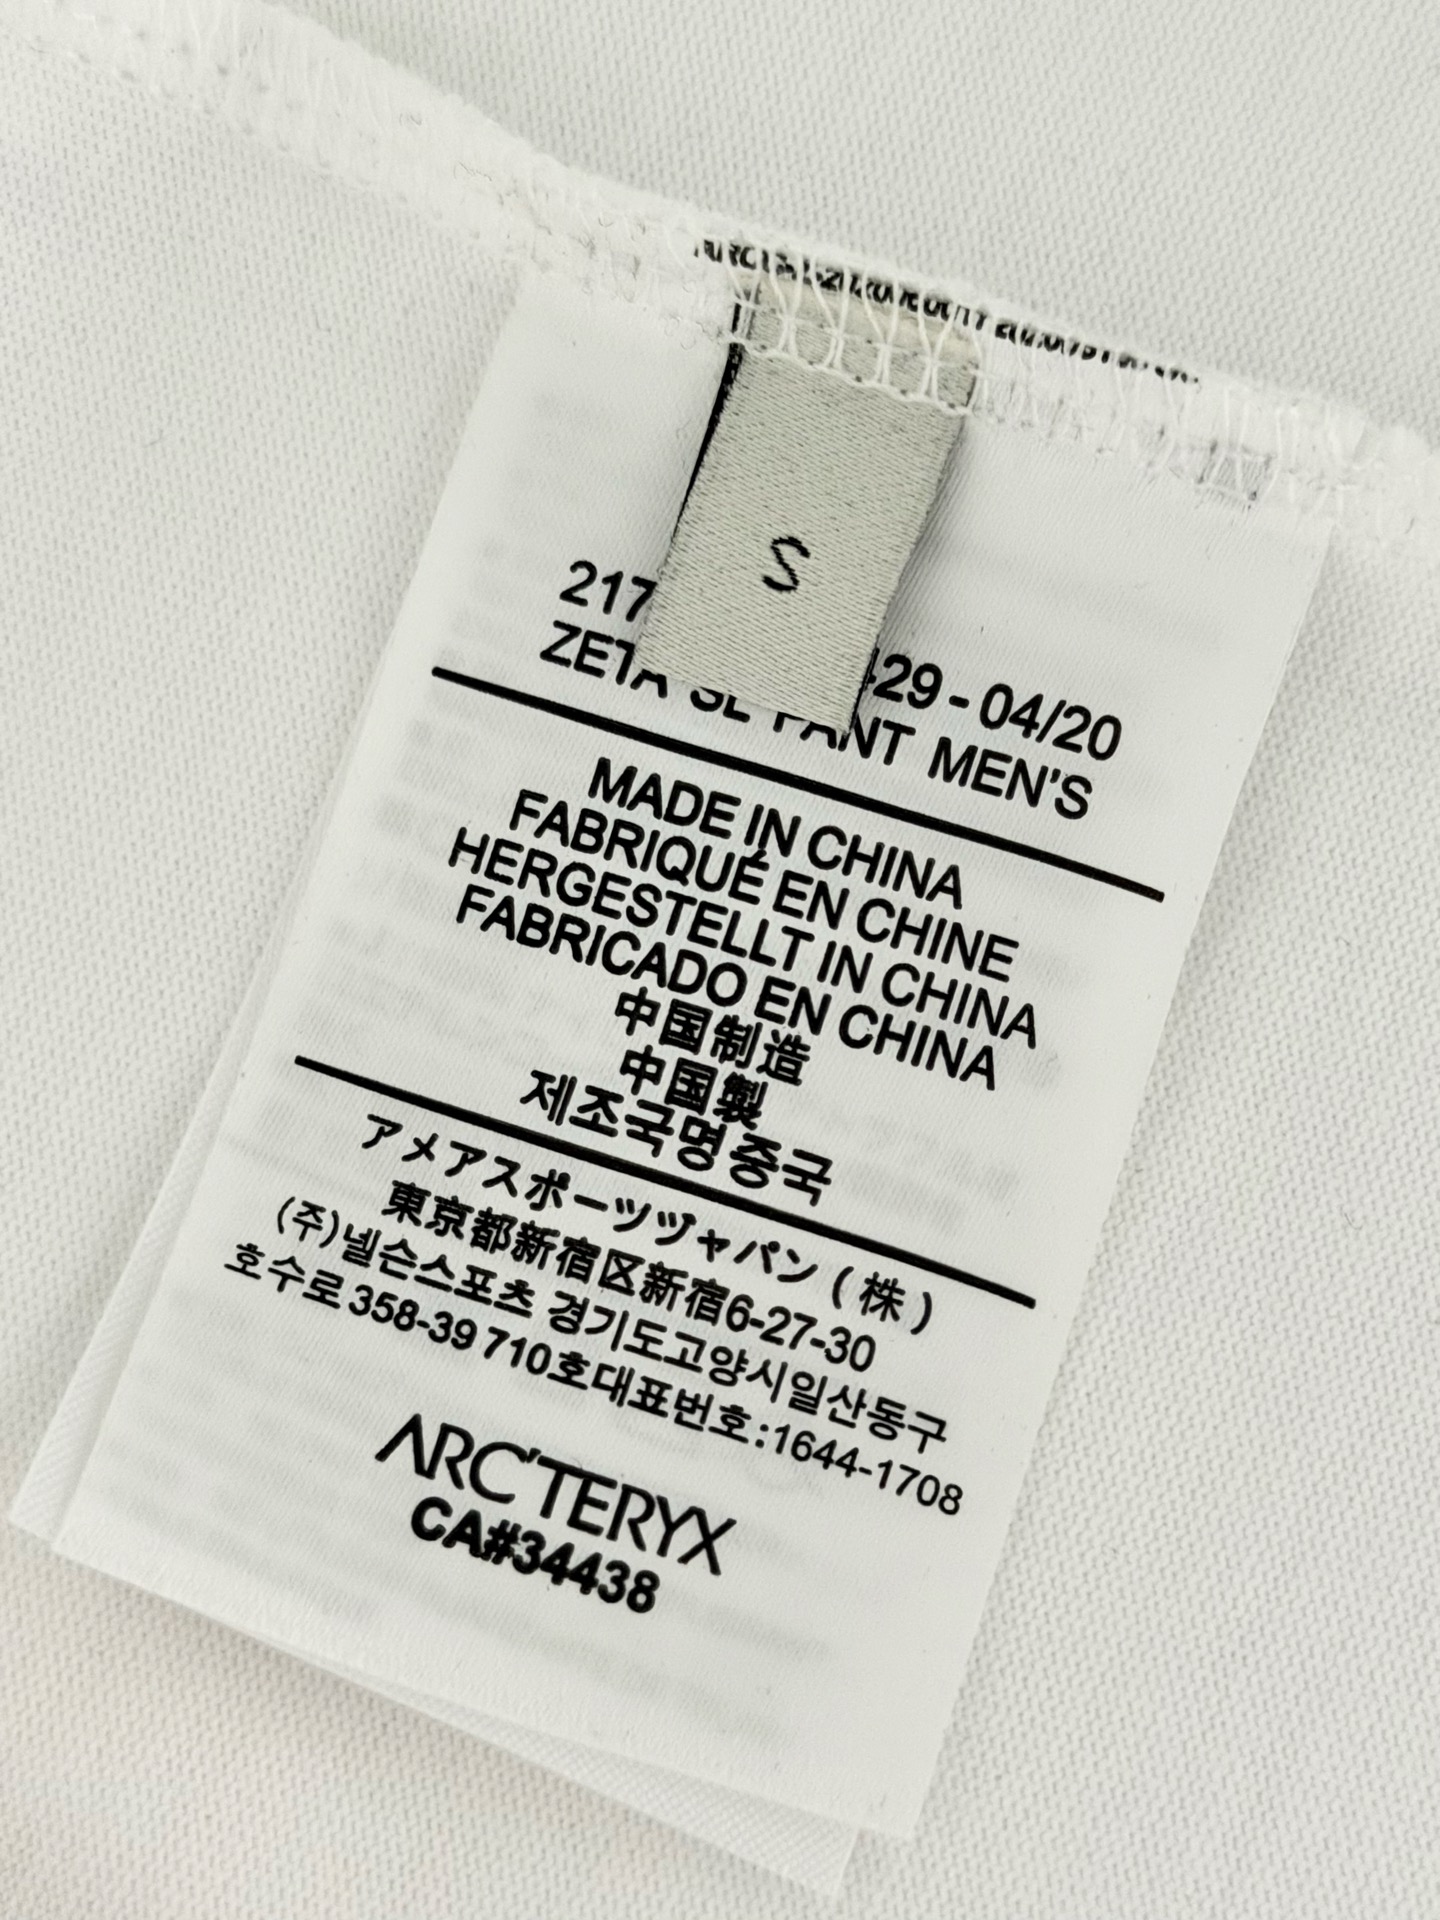 S
217
29 - 04/20
ZETA SL PANT MEN'S
MADE IN CHINA
FABRIQUÉ EN CHINE
HERGESTELLT IN CHINA
FABRICADO EN CHINA
中国制造
中国製
제조국명중국
アメアスポーツヅャパン（株）
東京都新宿区新宿6-27-30
(주)넬슨스포츠 경기도고양시일산동구
호수로 358-39 710호대표번호:1644-1708
ARC'TERYX
CA#34438